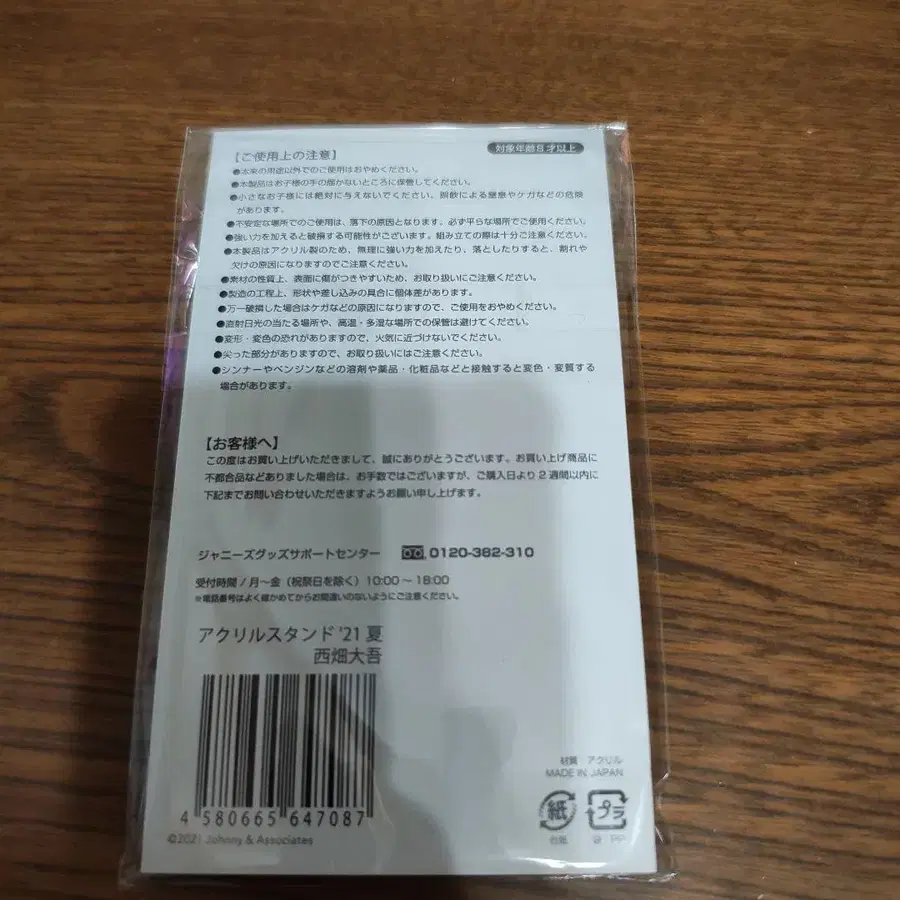 【ご使用上の注意】
対象年齢8才以上
●本来の用途以外でのご使用はおやめください。
●本製品はお子様の手の届かないところに保管してください。
●小さなお子様には絶対に与えないでください、誤飲による窒息やケガなどの危険
があります。
●不安定な場所でのご使用は、落下の原因となります。必ず平らな場所でご使用ください。
●強い力を加えると破損する可能性がございます。組み立ての際は十分ご注意ください。
●本製品はアクリル製のため、無理に強い力を加えたり、落としたりすると、割れや
欠けの原因になりますのでご注意ください。
●素材の性質上、表面に傷がつきやすいため、お取り扱いにご注意ください。
●製造の工程上、形状や差し込みの具合に個体差があります。
●万一破損した場合はケガなどの原因になりますので、ご使用をおやめください。
●直射日光の当たる場所や、高温・多湿な場所での保管は避けてください。
●変形・変色の恐れがありますので、火気に近づけないでください。
●尖った部分がありますので、お取り扱いにはご注意ください。
●シンナーやベンジンなどの溶剤や薬品・化粧品などと接触すると変色・変質する
場合があります。
【お客様へ】
この度はお買い上げいただきまして、誠にありがとうございます。お買い上げ商品に
不都合品などありました場合は、お手数ではございますが、ご購入日より2週間以内に
下記までお問い合わせいただきますようお願い申し上げます。
ジャニーズグッズサポートセンター 0120-382-310
受付時間/月～金（祝祭日を除く）10:00～18:00
※電話番号はよく確かめてからお間違いのないようにご注意ください。
アクリルスタンド '21 夏
西畑大吾
4 580665 647087
©2021 Johnny & Associates
材質：アクリル
MADE IN JAPAN
紙
プラ
台紙
袋：PP